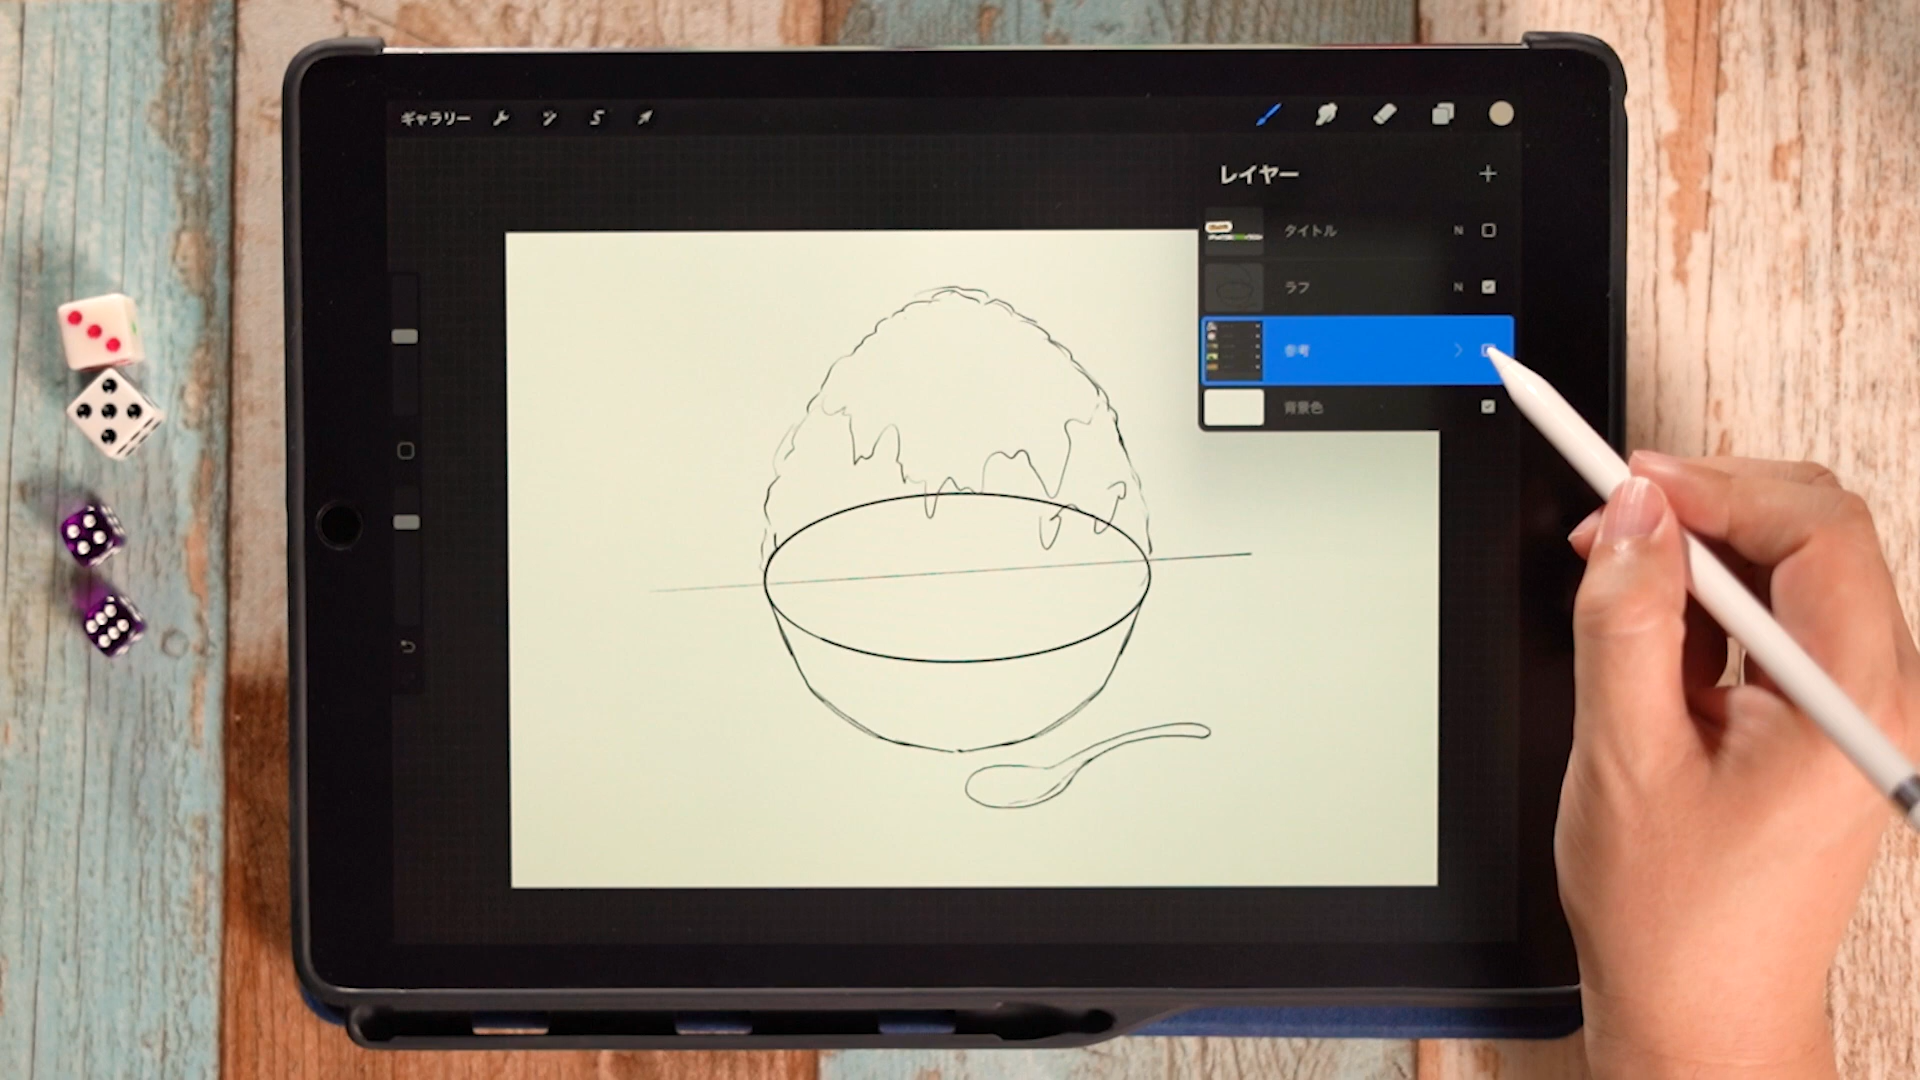 ギャラリー
レイヤー
タイトル N
ラフ N
参考
背景色